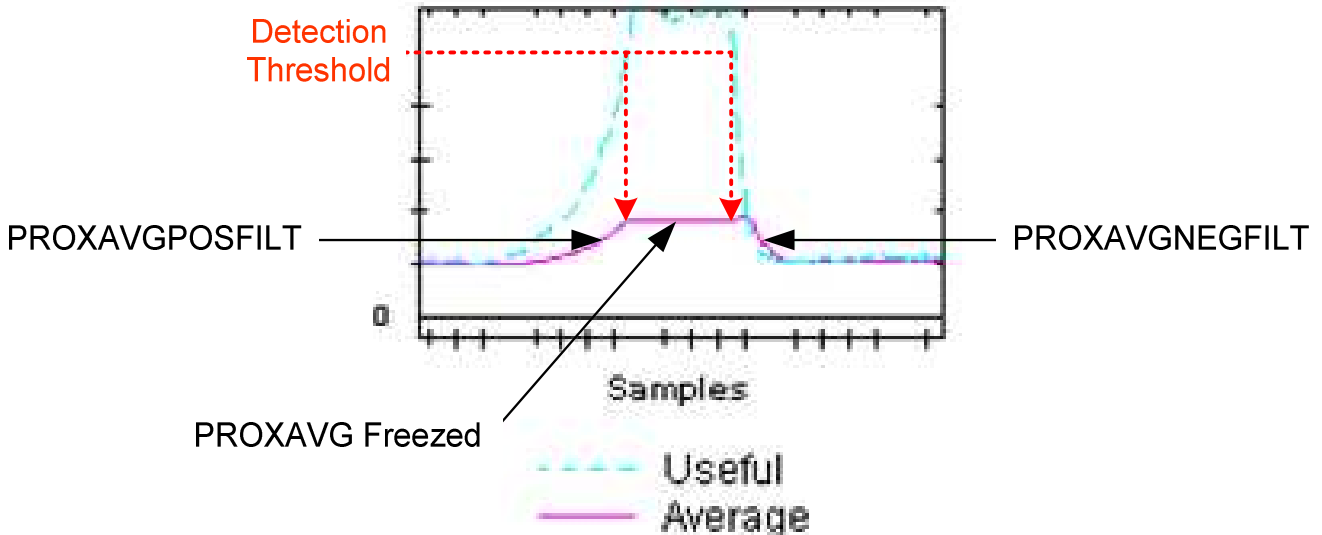 Detection
Threshold
PROXAVGPOSFILT
PROXAVGNEGFILT
0
Samples
PROXAVG Freezed
Useful
Average